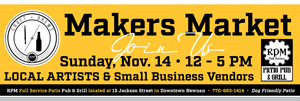 Makers Market
Join Us
Sunday, Nov. 14 • 12 - 5 PM
LOCAL ARTISTS & Small Business Vendors
RPM
Full Service
PATIO PUB
& GRILL
RPM Full Service Patio Pub & Grill located at 15 Jackson Street in Downtown Newnan • 770-683-1414 • Dog Friendly Patio